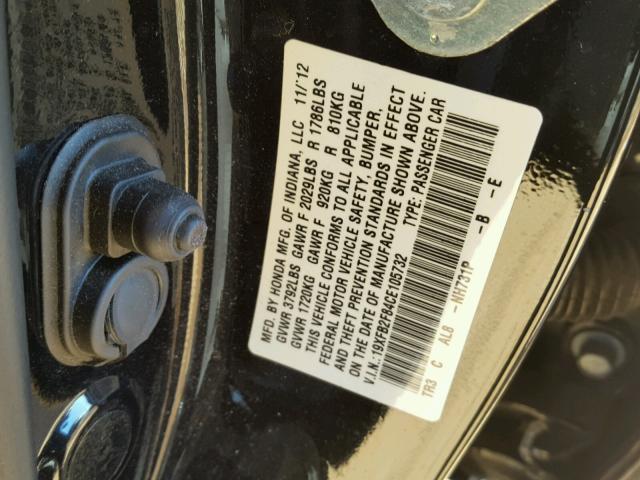 MFD. BY HONDA MFG. OF INDIANA, LLC 11/'12
GVWR 3792LBS GAWR F 2029LBS R 1786LBS
GVWR 1720KG GAWR F 920KG R 810KG
THIS VEHICLE CONFORMS TO ALL APPLICABLE
FEDERAL MOTOR VEHICLE SAFETY, BUMPER,
AND THEFT PREVENTION STANDARDS IN EFFECT
ON THE DATE OF MANUFACTURE SHOWN ABOVE.
V.I.N.:19XFB2F84CE105732 TYPE: PASSENGER CAR
TR3 C AL8 -NH731P -B -E